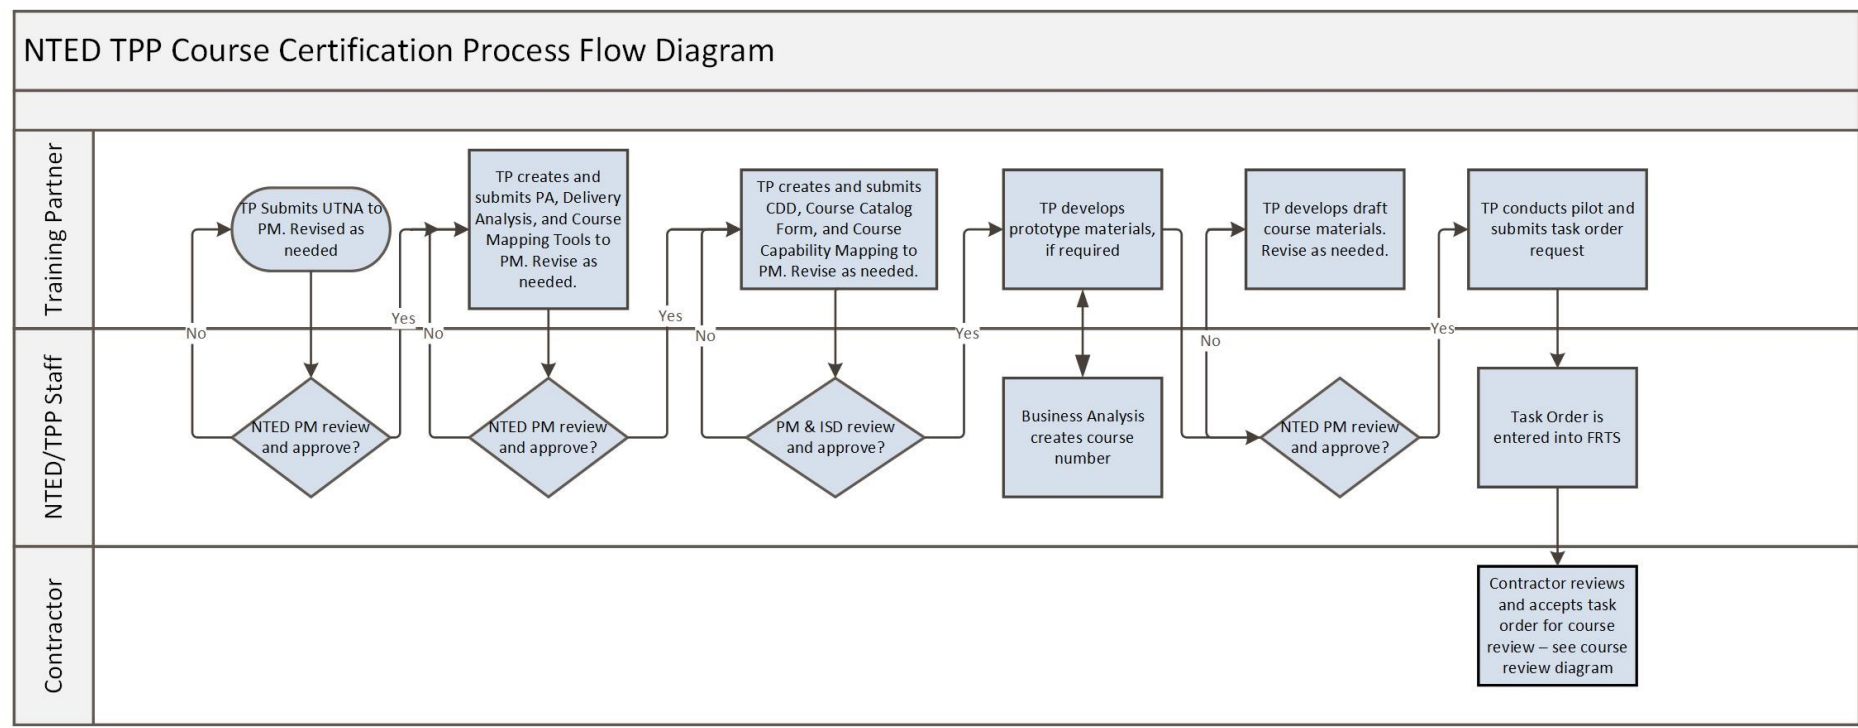 NTED TPP Course Certification Process Flow Diagram
Training Partner
TP Submits UTNA to
PM. Revised as
needed
TP creates and
submits PA, Delivery
Analysis, and Course
Mapping Tools to
PM. Revise as
needed.
TP creates and submits
CDD, Course Catalog
Form, and Course
Capability Mapping to
PM. Revise as needed.
TP develops
prototype materials,
if required
TP develops draft
course materials.
Revise as needed.
TP conducts pilot and
submits task order
request
No
Yes
No
Yes
No
Yes
No
Yes
NTED/TPP Staff
NTED PM review
and approve?
NTED PM review
and approve?
PM & ISD review
and approve?
Business Analysis
creates course
number
NTED PM review
and approve?
Task Order is
entered into FRTS
Contractor
Contractor reviews
and accepts task
order for course
review – see course
review diagram